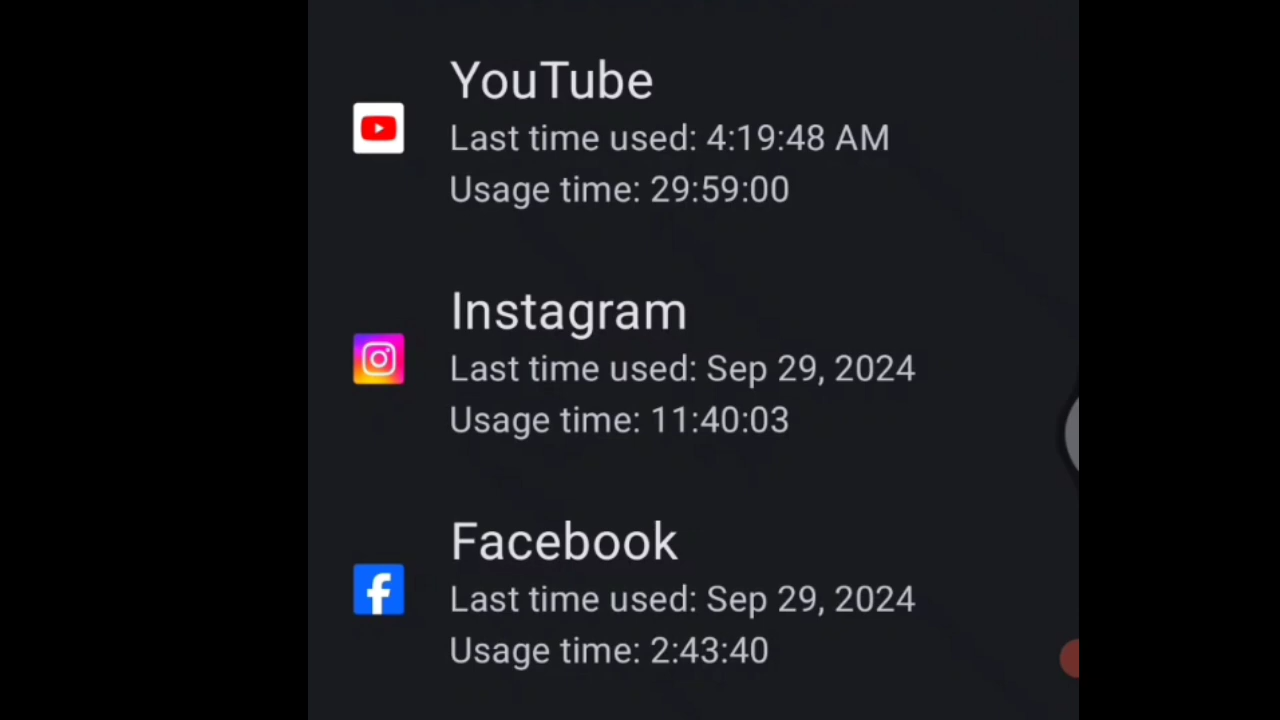 YouTube
Last time used: 4:19:48 AM
Usage time: 29:59:00
Instagram
Last time used: Sep 29, 2024
Usage time: 11:40:03
Facebook
Last time used: Sep 29, 2024
Usage time: 2:43:40